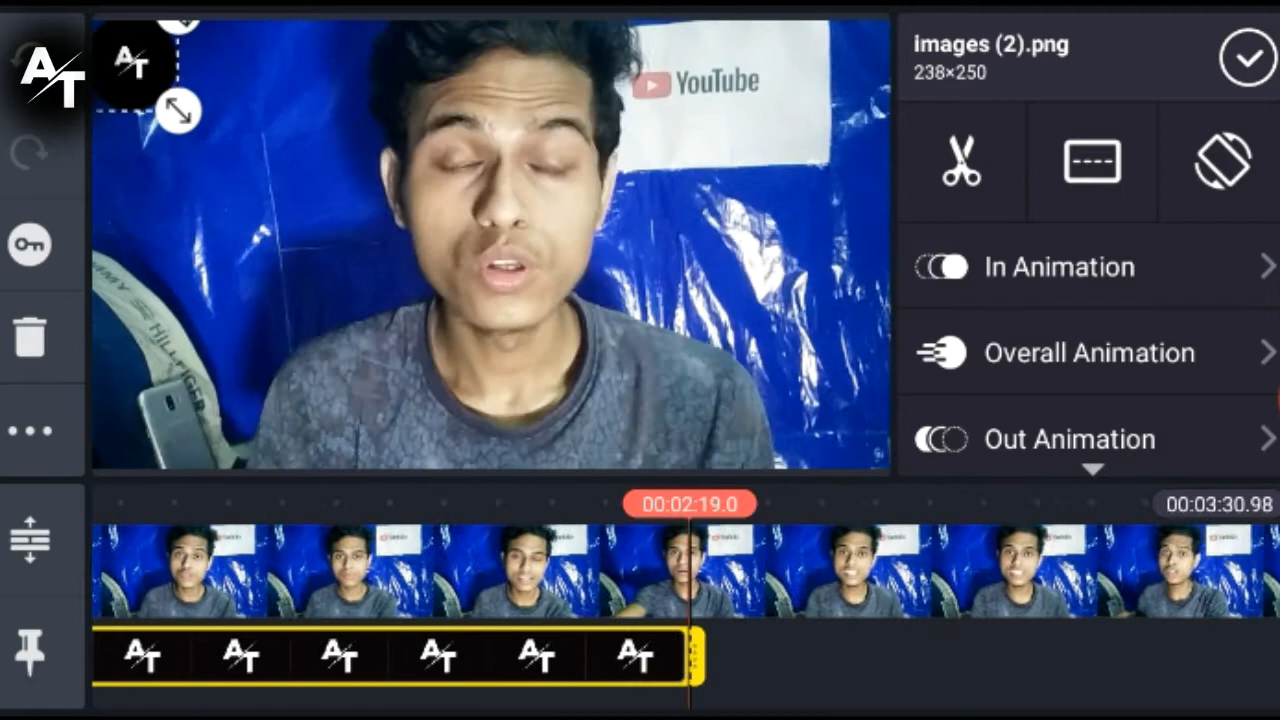 AT
AT
YouTube
MY HILFIGER
images (2).png
238×250
In Animation
Overall Animation
Out Animation
00:02:19.0
00:03:30.98
AT AT AT AT AT AT